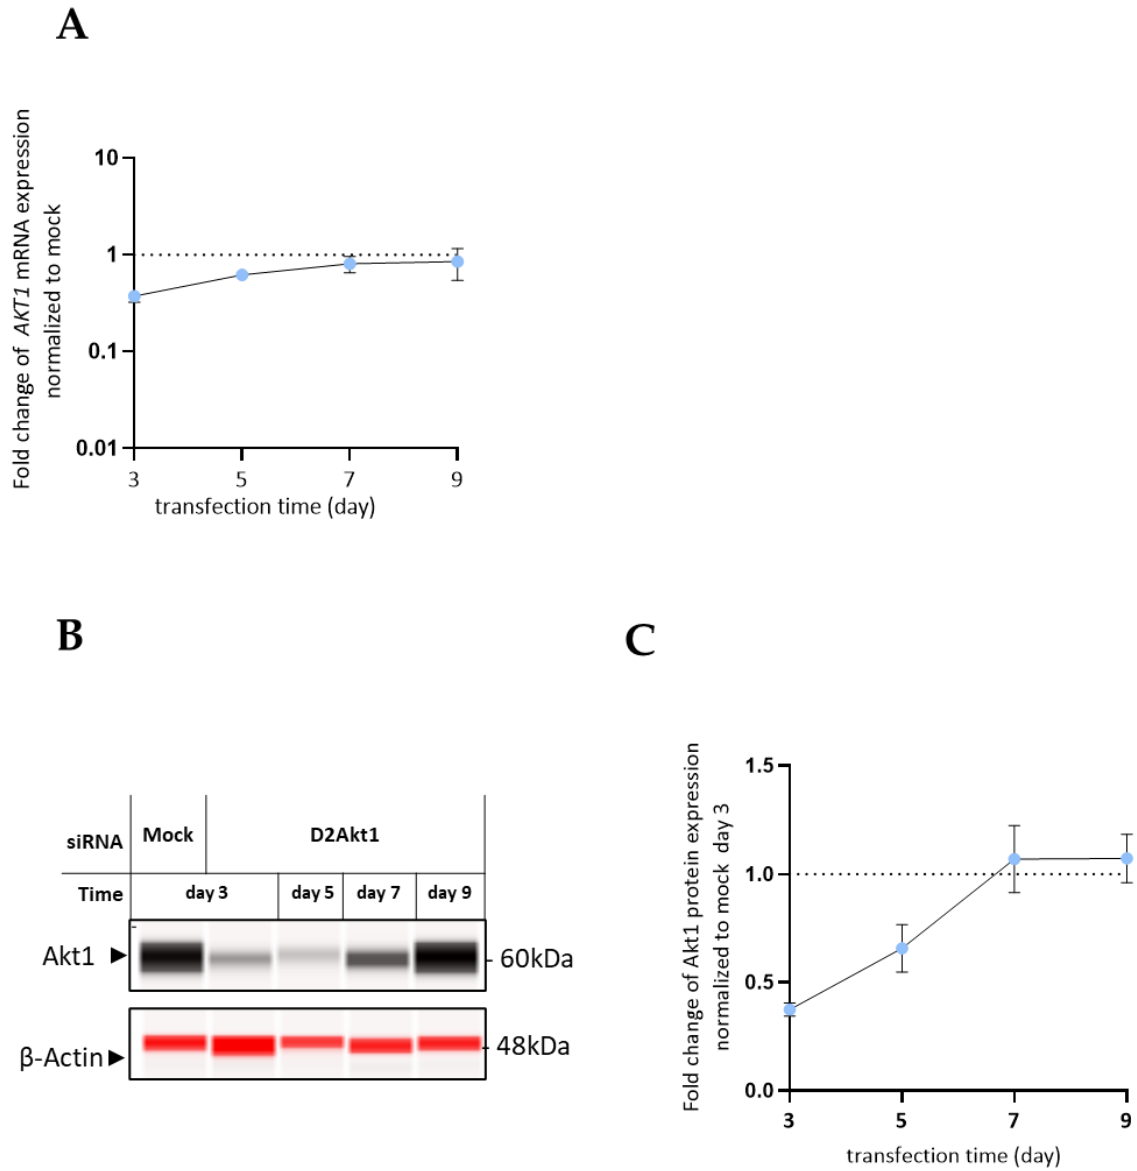 A
Fold change of AKT1 mRNA expression
normalized to mock
10
1
0.1
0.01
3 5 7 9
transfection time (day)
B
siRNA Mock D2Akt1
Time day 3 day 5 day 7 day 9
Akt1 - 60kDa
β-Actin - 48kDa
C
Fold change of Akt1 protein expression
normalized to mock day 3
1.5
1.0
0.5
0.0
3 5 7 9
transfection time (day)